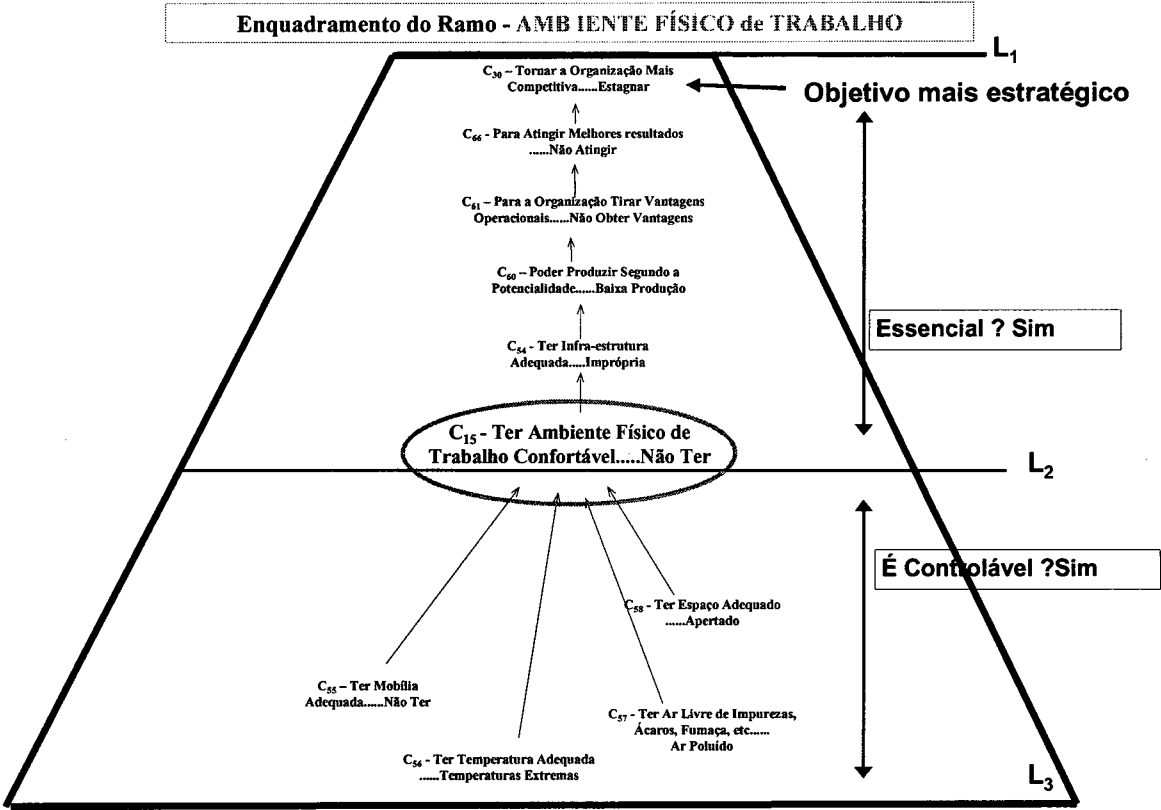 Enquadramento do Ramo - AMB IENTE FÍSICO de TRABALHO
L₁
C₃₀ – Tornar a Organização Mais
Competitiva......Estagnar
Objetivo mais estratégico
C₆₆ - Para Atingir Melhores resultados
......Não Atingir
C₆₁ – Para a Organização Tirar Vantagens
Operacionais......Não Obter Vantagens
C₆₀ – Poder Produzir Segundo a
Potencialidade......Baixa Produção
Essencial ? Sim
C₅₄ - Ter Infra-estrutura
Adequada.....Imprópria
C₁₅ - Ter Ambiente Físico de
Trabalho Confortável.....Não Ter
L₂
É Controlável ?Sim
C₅₈ - Ter Espaço Adequado
......Apertado
C₅₅ – Ter Mobília
Adequada......Não Ter
C₅₇ - Ter Ar Livre de Impurezas,
Ácaros, Fumaça, etc......
Ar Poluído
C₅₆ - Ter Temperatura Adequada
......Temperaturas Extremas
L₃